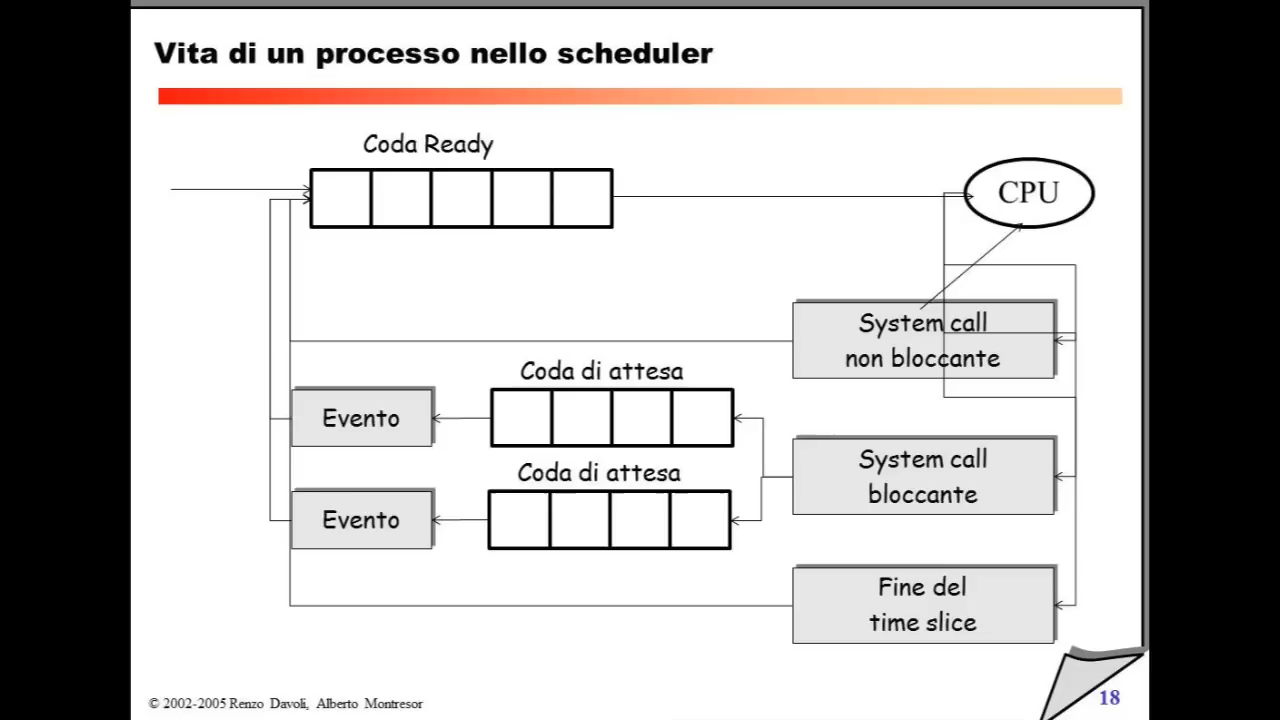 Vita di un processo nello scheduler
Coda Ready
CPU
System call
non bloccante
Coda di attesa
Evento
Coda di attesa
System call
bloccante
Evento
Fine del
time slice
© 2002-2005 Renzo Davoli, Alberto Montresor
18